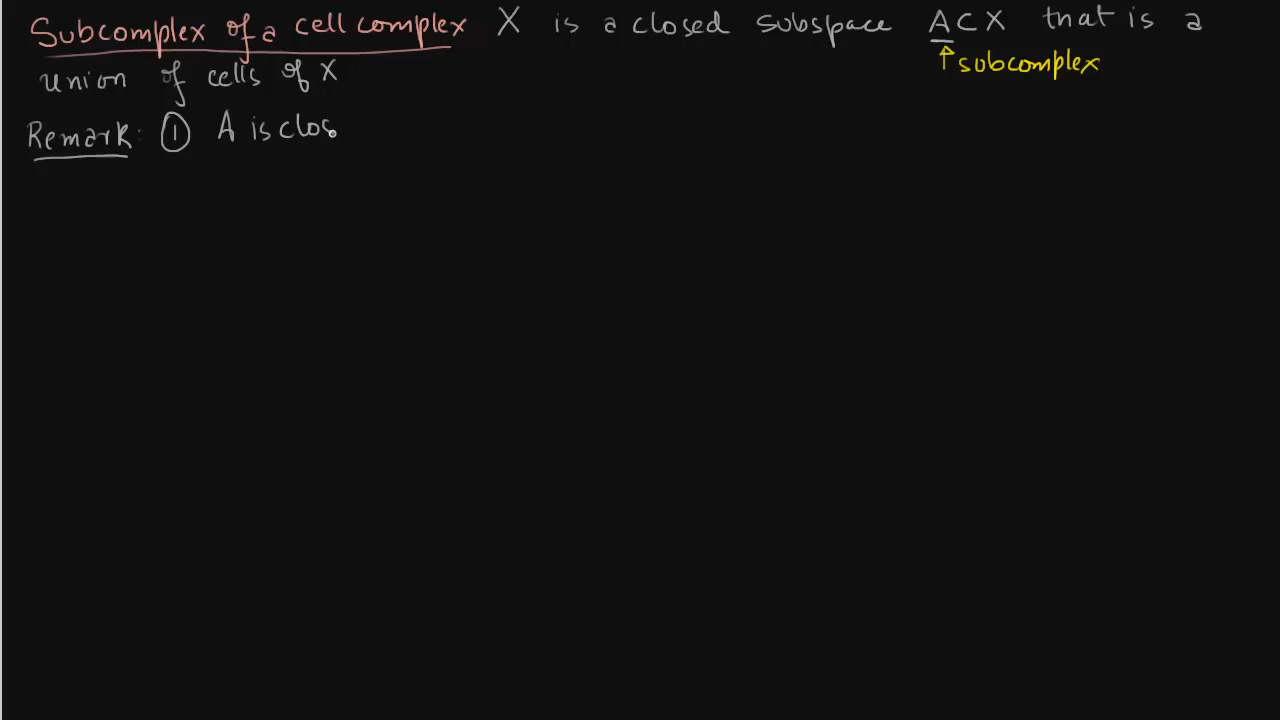 Subcomplex of a cell complex X is a closed subspace A ⊂ X that is a
↑ subcomplex
union of cells of X
Remark: ① A is clos